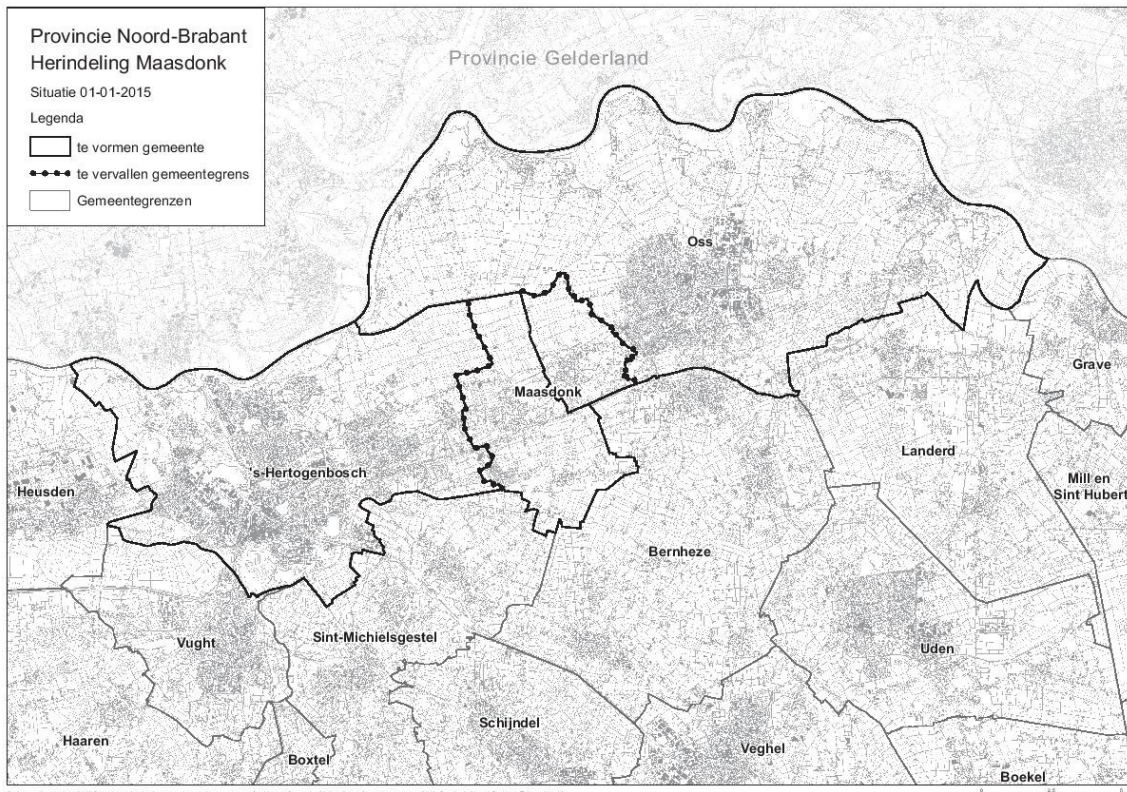 Provincie Noord-Brabant
Herindeling Maasdonk
Situatie 01-01-2015
Legenda
te vormen gemeente
te vervallen gemeentegrens
Gemeentegrenzen
Provincie Gelderland
Oss
Grave
Maasdonk
Landerd
's-Hertogenbosch
Heusden
Mill en
Sint Hubert
Bernheze
Vught
Sint-Michielsgestel
Uden
Schijndel
Haaren
Veghel
Boxtel
Boekel